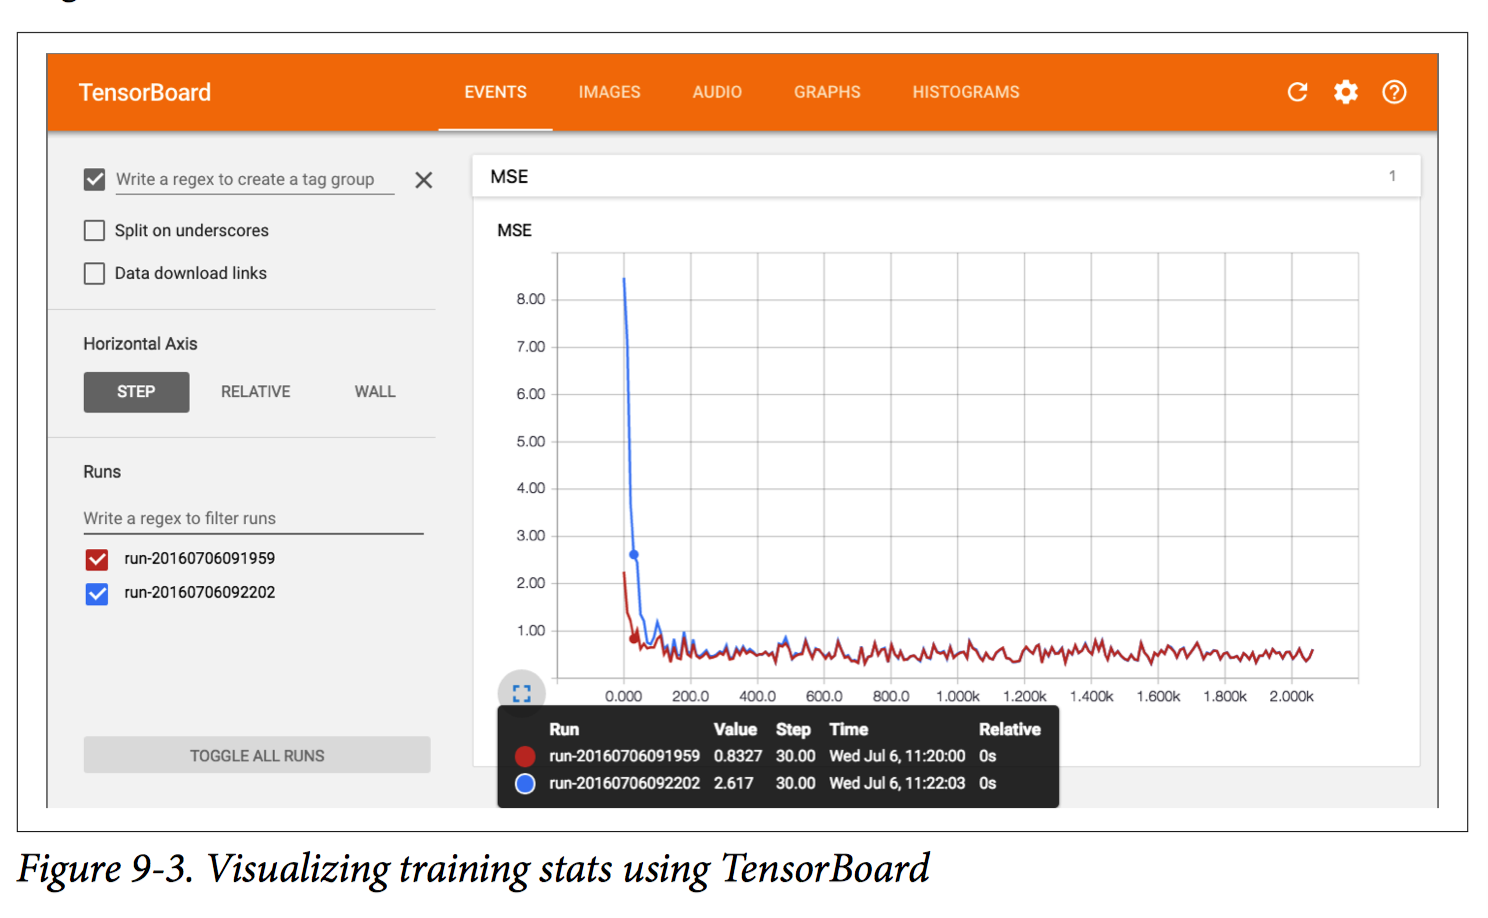 TensorBoard EVENTS IMAGES AUDIO GRAPHS HISTOGRAMS
Write a regex to create a tag group
Split on underscores
Data download links
Horizontal Axis
STEP RELATIVE WALL
Runs
Write a regex to filter runs
run-20160706091959
run-20160706092202
TOGGLE ALL RUNS
MSE 1
MSE
8.00
7.00
6.00
5.00
4.00
3.00
2.00
1.00
0.000 200.0 400.0 600.0 800.0 1.000k 1.200k 1.400k 1.600k 1.800k 2.000k
Run Value Step Time Relative
run-20160706091959 0.8327 30.00 Wed Jul 6, 11:20:00 0s
run-20160706092202 2.617 30.00 Wed Jul 6, 11:22:03 0s
Figure 9-3. Visualizing training stats using TensorBoard